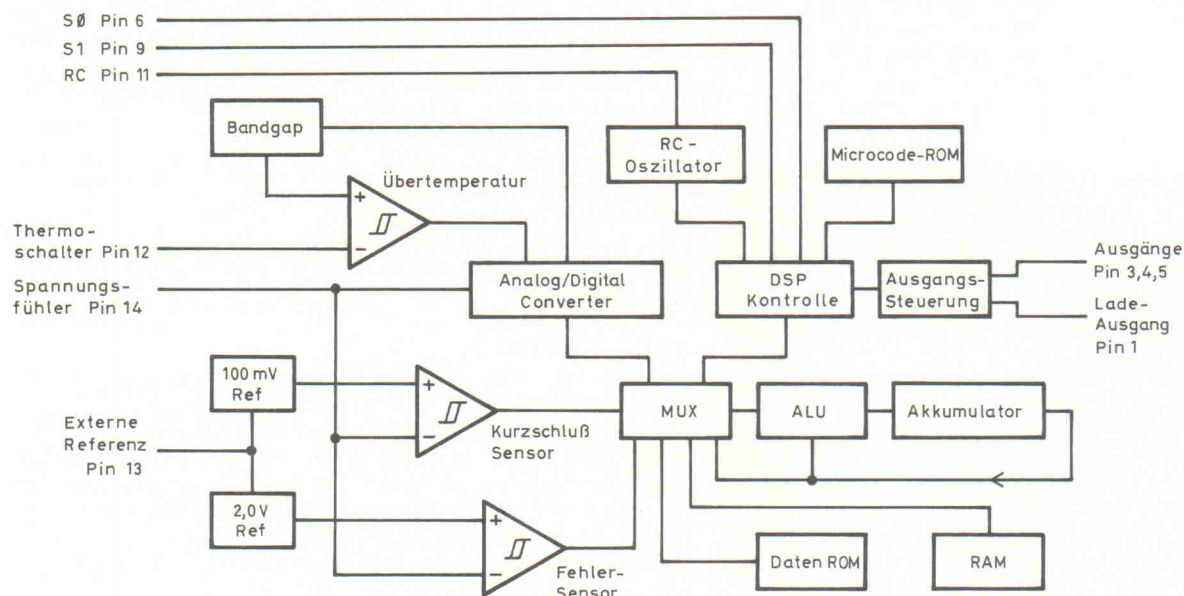 SØ Pin 6
S1 Pin 9
RC Pin 11
Bandgap
RC-
Oszillator
Microcode-ROM
Übertemperatur
+
-
Thermo-
schalter Pin 12
Spannungs-
fühler Pin 14
Analog/Digital
Converter
DSP
Kontrolle
Ausgangs-
Steuerung
Ausgänge
Pin 3,4,5
Lade-
Ausgang
Pin 1
100 mV
Ref
+
-
Kurzschluß
Sensor
MUX
ALU
Akkumulator
Externe
Referenz
Pin 13
2,0 V
Ref
+
-
Fehler-
Sensor
Daten ROM
RAM